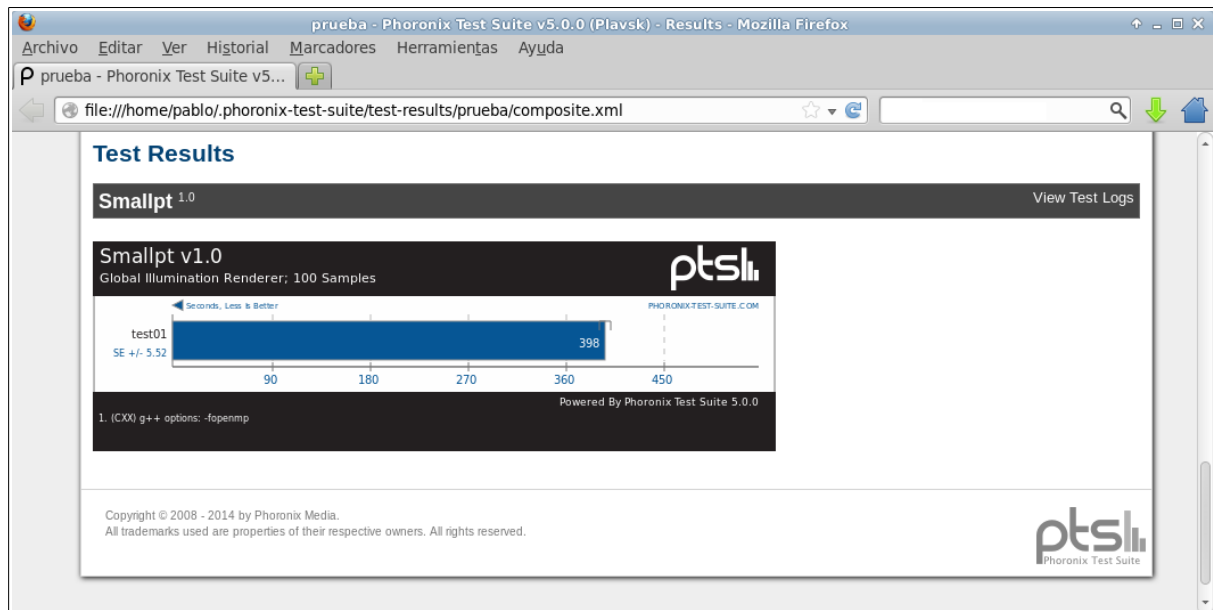 prueba - Phoronix Test Suite v5.0.0 (Plavsk) - Results - Mozilla Firefox
Archivo Editar Ver Historial Marcadores Herramientas Ayuda
prueba - Phoronix Test Suite v5...
file:///home/pablo/.phoronix-test-suite/test-results/prueba/composite.xml
Test Results
Smallpt 1.0
View Test Logs
Smallpt v1.0
Global Illumination Renderer; 100 Samples
ptsl
Seconds, Less Is Better
PHORONIX-TEST-SUITE.COM
test01
SE +/- 5.52
398
90 180 270 360 450
Powered By Phoronix Test Suite 5.0.0
1. (CXX) g++ options: -fopenmp
Copyright © 2008 - 2014 by Phoronix Media.
All trademarks used are properties of their respective owners. All rights reserved.
pts
Phoronix Test Suite